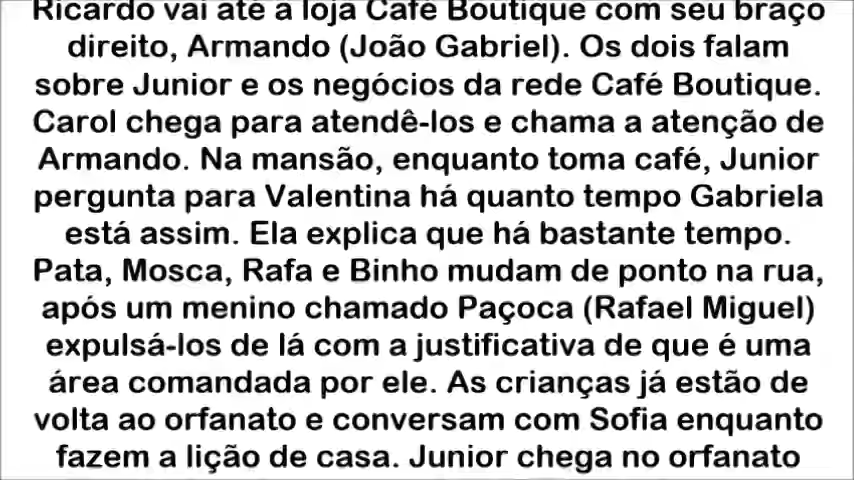 Ricardo vai até a loja Café Boutique com seu braço
direito, Armando (João Gabriel). Os dois falam
sobre Junior e os negócios da rede Café Boutique.
Carol chega para atendê-los e chama a atenção de
Armando. Na mansão, enquanto toma café, Junior
pergunta para Valentina há quanto tempo Gabriela
está assim. Ela explica que há bastante tempo.
Pata, Mosca, Rafa e Binho mudam de ponto na rua,
após um menino chamado Paçoca (Rafael Miguel)
expulsá-los de lá com a justificativa de que é uma
área comandada por ele. As crianças já estão de
volta ao orfanato e conversam com Sofia enquanto
fazem a lição de casa. Junior chega no orfanato